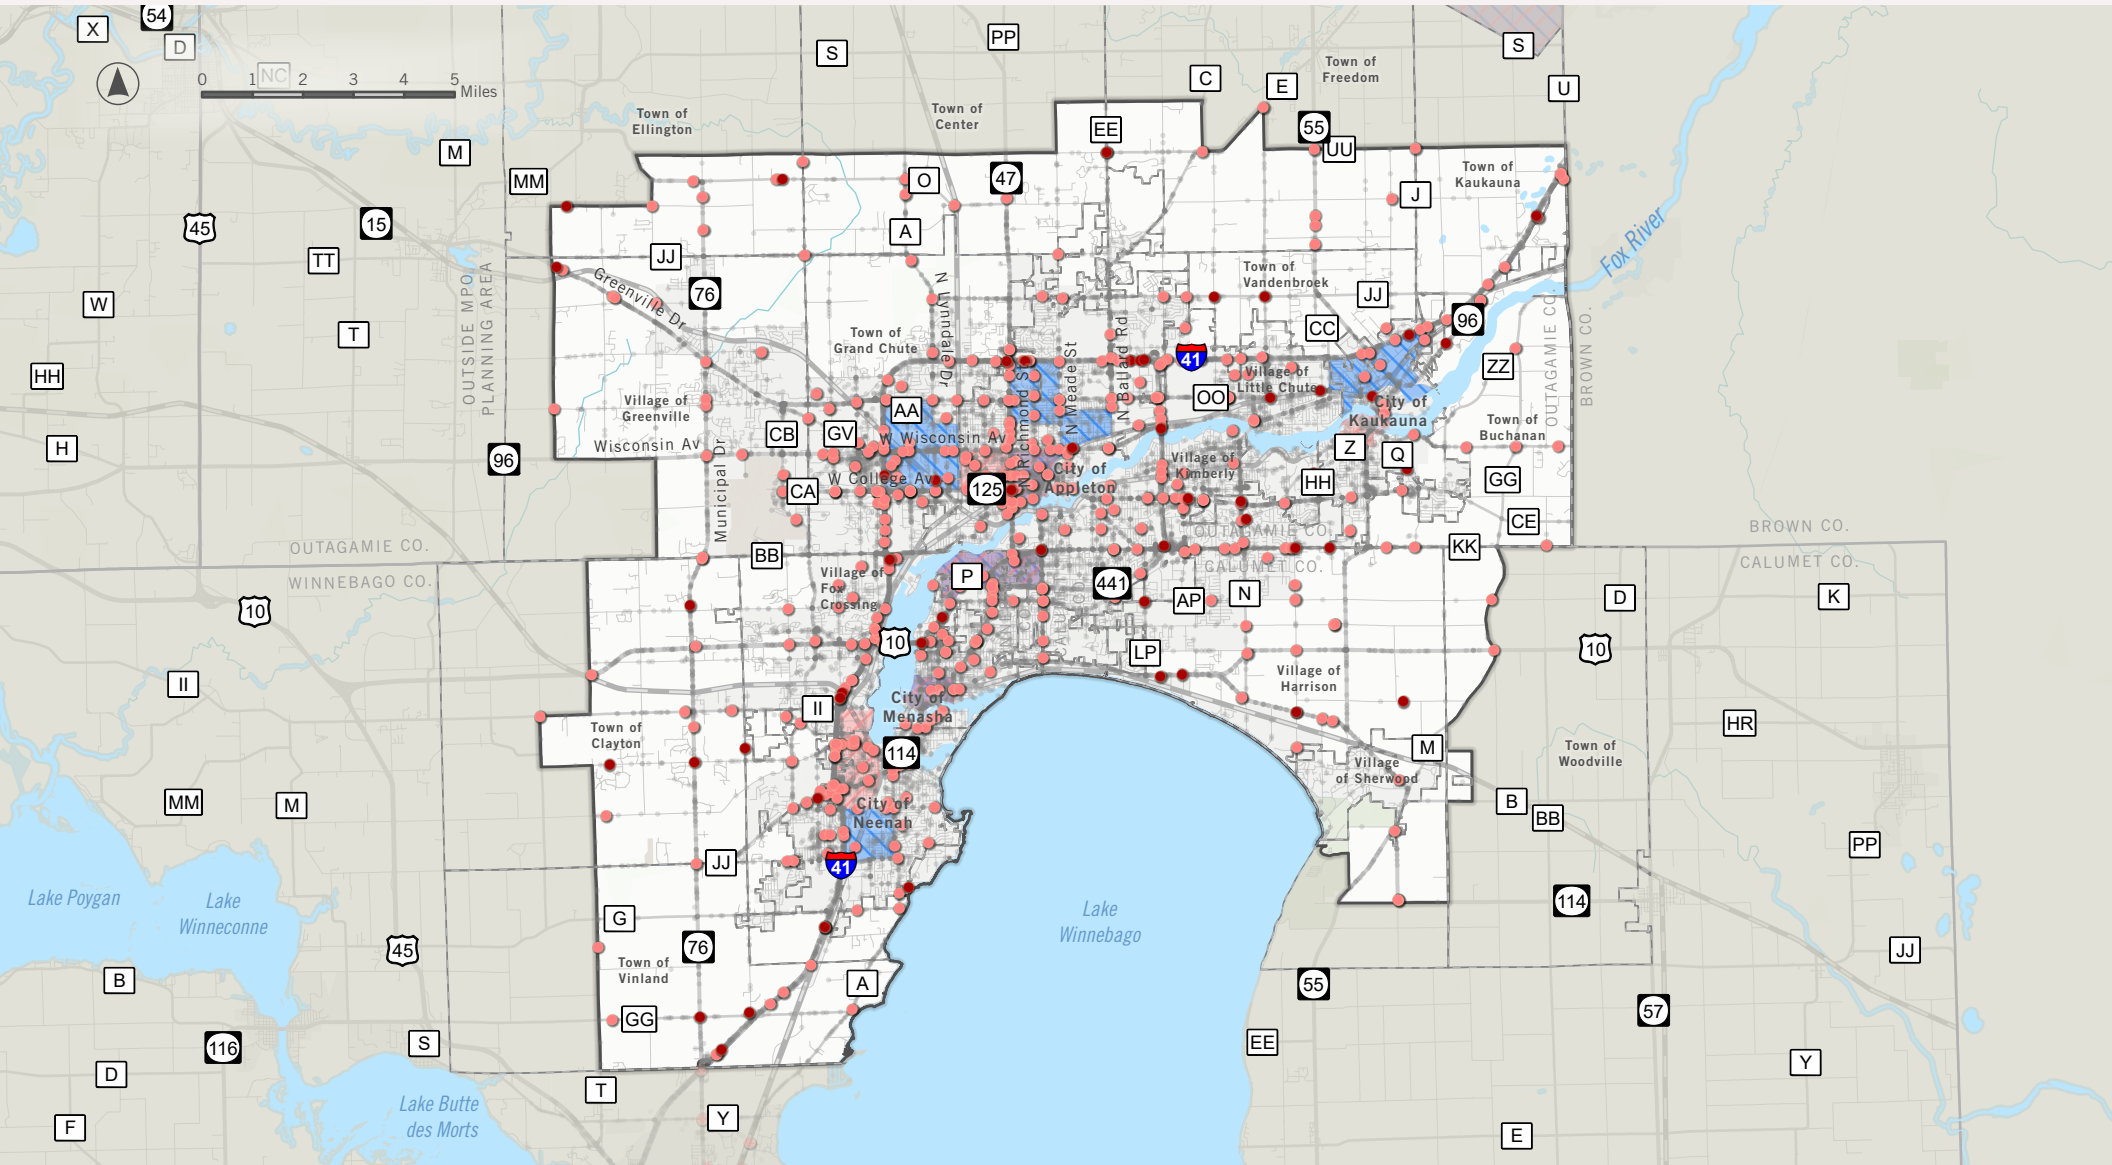 54
X
D
S
PP
S
0
1
NC
2
3
4
5
Miles
C
E
Town of
Freedom
U
Town of
Ellington
Town of
Center
EE
55
UU
M
MM
O
47
Town of
Kaukauna
J
45
15
A
Fox River
TT
JJ
OUTSIDE MPO
PLANNING AREA
Greenville Dr
76
N Lynndale Dr
Town of
Vandenbroek
JJ
W
T
Town of
Grand Chute
N Meade St
N Ballard Rd
CC
96
OUTAGAMIE CO.
BROWN CO.
HH
41
ZZ
Village of
Little Chute
Village of
Greenville
AA
N Richmond St
OO
City of
Kaukauna
Town of
Buchanan
H
96
Wisconsin Av
CB
GV
W Wisconsin Av
Z
Q
Municipal Dr
CA
W College Av
125
City of
Appleton
Village of
Kimberly
HH
GG
CE
OUTAGAMIE CO.
WINNEBAGO CO.
BB
OUTAGAMIE CO.
CALUMET CO.
KK
BROWN CO.
CALUMET CO.
10
Village of
Fox
Crossing
P
441
AP
N
D
K
10
LP
10
II
Village of
Harrison
City of
Menasha
II
Town of
Clayton
114
M
HR
Town of
Woodville
Village
of Sherwood
MM
M
City of
Neenah
B
BB
JJ
41
PP
Lake Poygan
Lake
Winneconne
G
Lake
Winnebago
114
45
76
JJ
Town of
Vinland
B
A
55
57
GG
116
S
EE
Y
D
T
Lake Butte
des Morts
Y
F
E